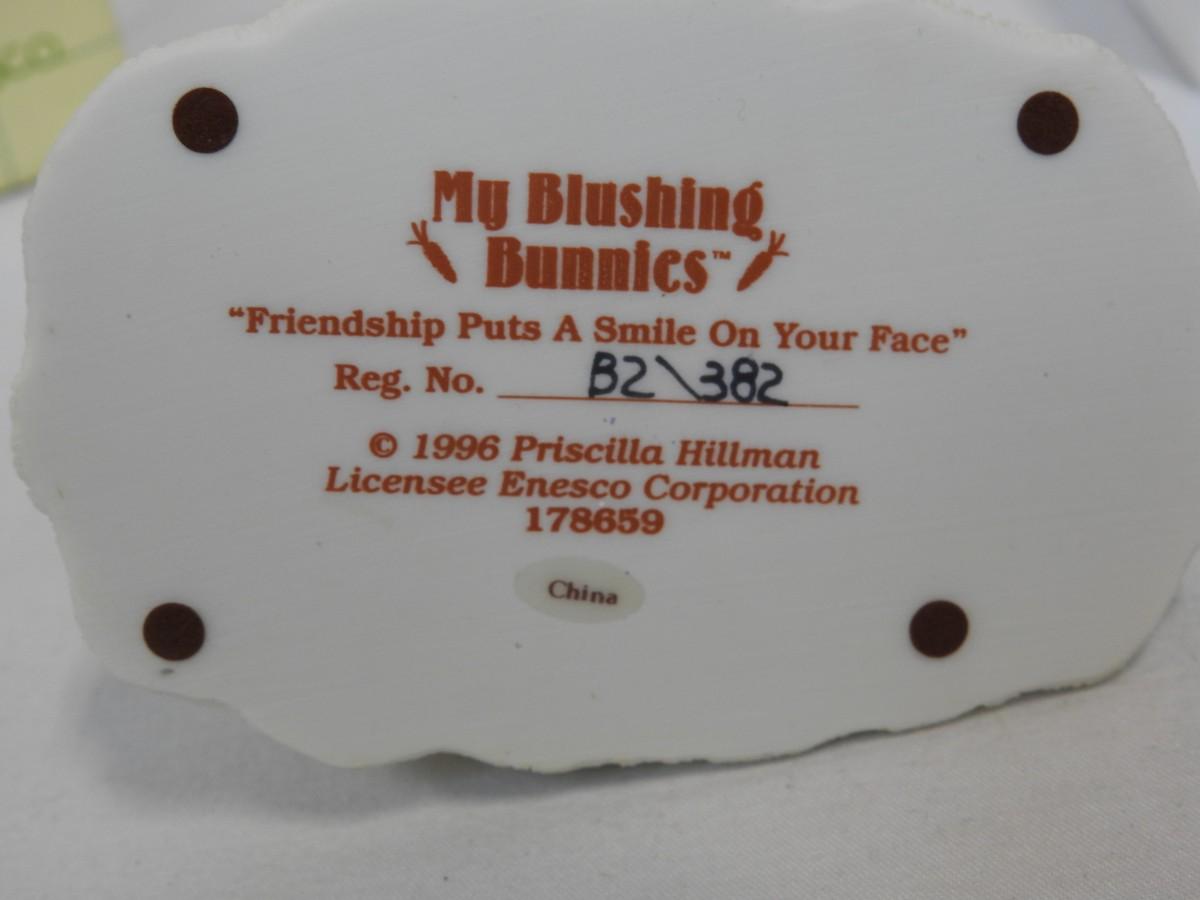 My Blushing
Bunnies™
“Friendship Puts A Smile On Your Face”
Reg. No. B2\382
© 1996 Priscilla Hillman
Licensee Enesco Corporation
178659
China